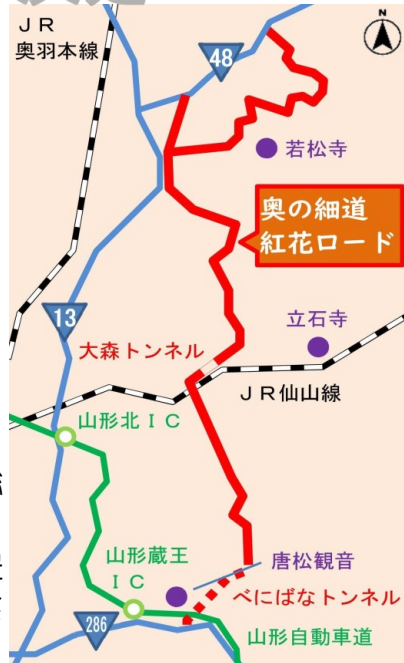 N
JR
奥羽本線
48
若松寺
奥の細道
紅花ロード
立石寺
13
大森トンネル
JR仙山線
山形北IC
山形蔵王
IC
唐松観音
べにばなトンネル
286
山形自動車道